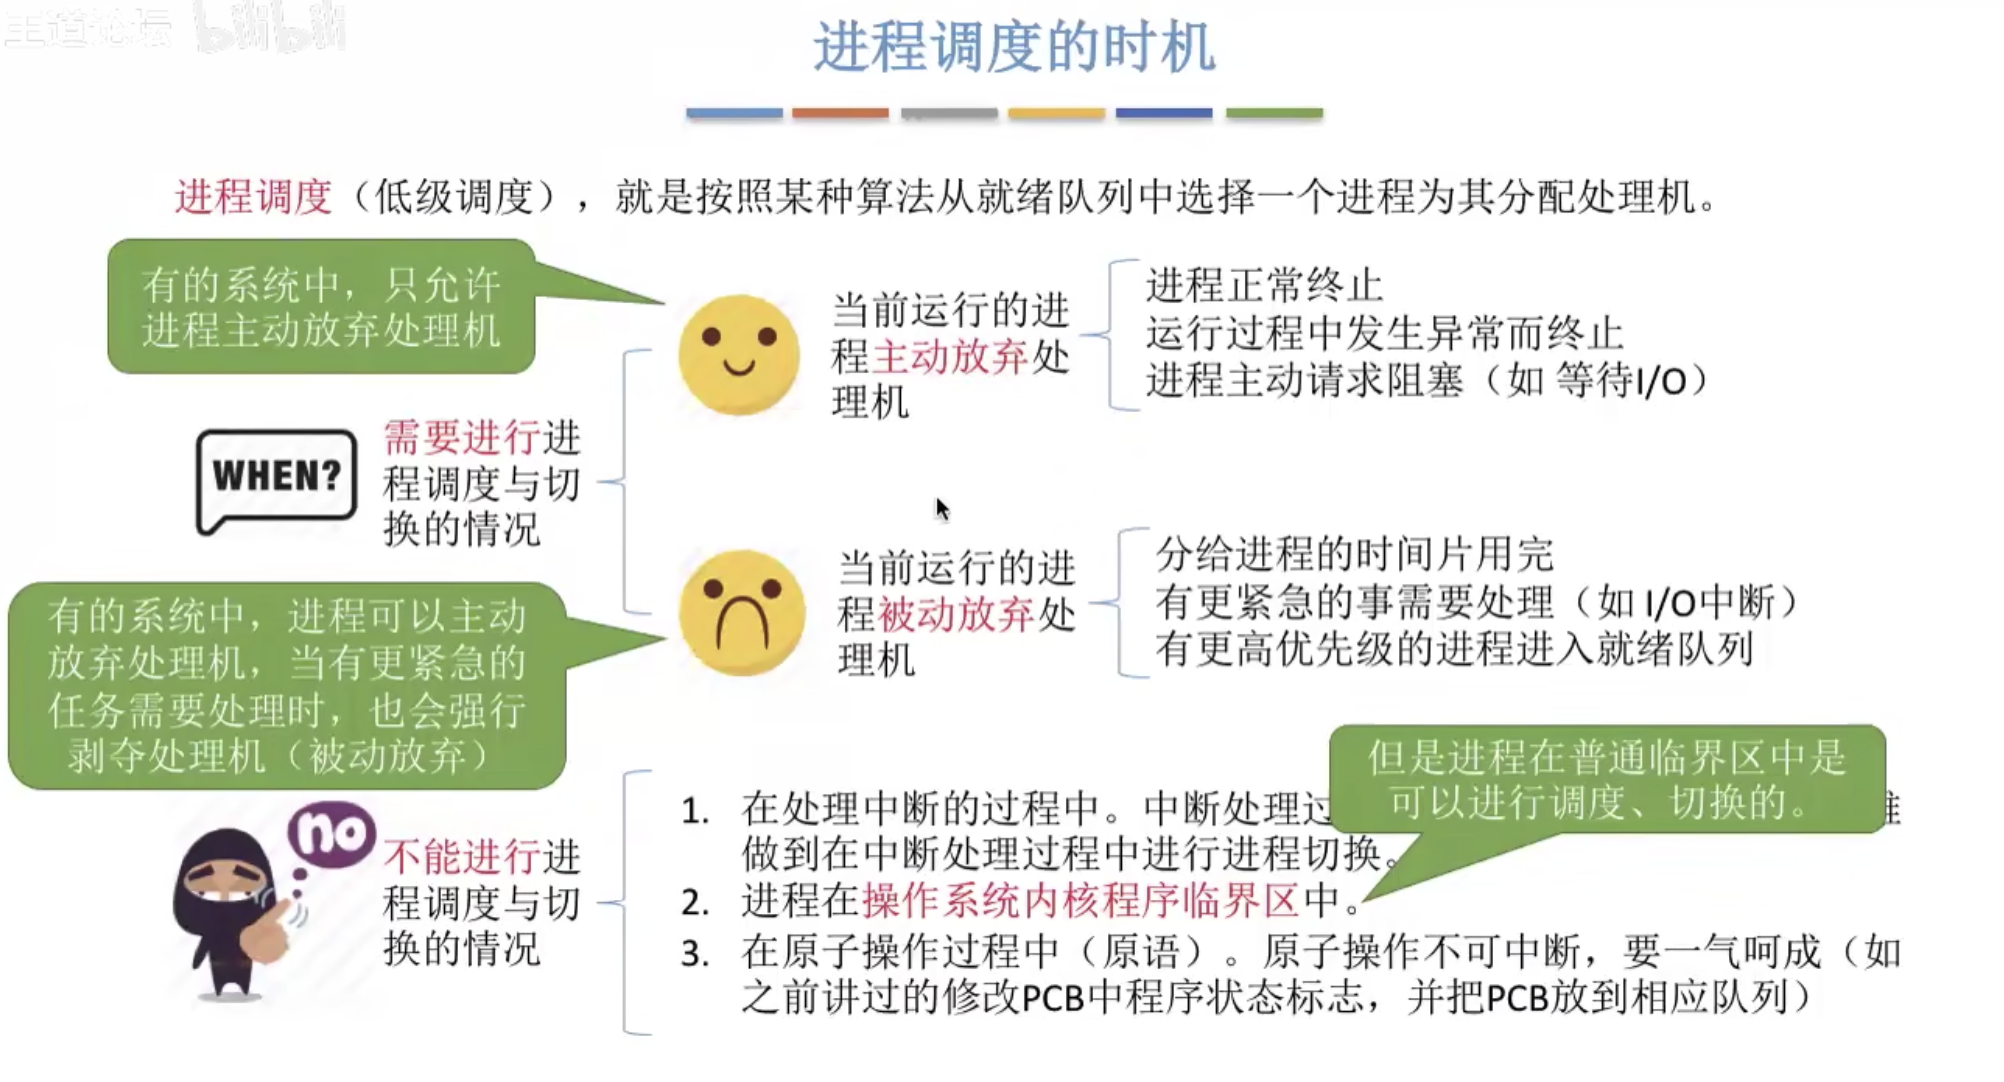 王道论坛 bilibili
进程调度的时机
进程调度（低级调度），就是按照某种算法从就绪队列中选择一个进程为其分配处理机。
有的系统中，只允许
进程主动放弃处理机
当前运行的进
程主动放弃处
理机
进程正常终止
运行过程中发生异常而终止
进程主动请求阻塞（如 等待I/O）
WHEN?
需要进行进
程调度与切
换的情况
有的系统中，进程可以主动
放弃处理机，当有更紧急的
任务需要处理时，也会强行
剥夺处理机（被动放弃）
当前运行的进
程被动放弃处
理机
分给进程的时间片用完
有更紧急的事需要处理（如 I/O中断）
有更高优先级的进程进入就绪队列
但是进程在普通临界区中是
可以进行调度、切换的。
no
不能进行进
程调度与切
换的情况
1. 在处理中断的过程中。中断处理过
做到在中断处理过程中进行进程切换。
2. 进程在操作系统内核程序临界区中。
3. 在原子操作过程中（原语）。原子操作不可中断，要一气呵成（如
之前讲过的修改PCB中程序状态标志，并把PCB放到相应队列）